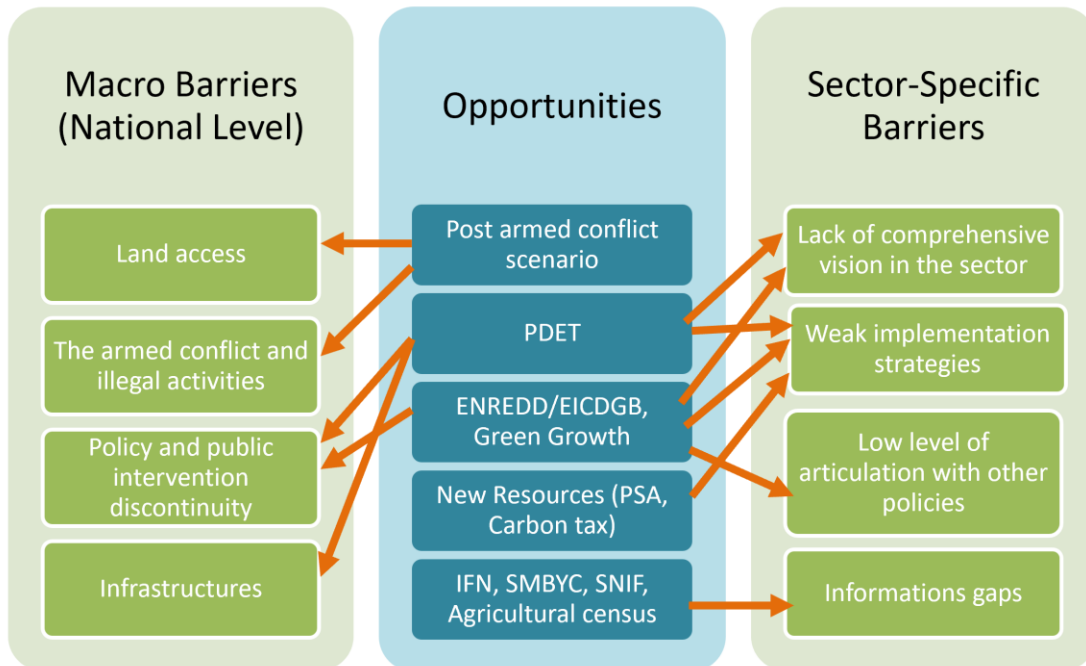 Macro Barriers
(National Level)
Land access
The armed conflict and
illegal activities
Policy and public
intervention
discontinuity
Infrastructures
Opportunities
Post armed conflict
scenario
PDET
ENREDD/EICDGB,
Green Growth
New Resources (PSA,
Carbon tax)
IFN, SMBYC, SNIF,
Agricultural census
Sector-Specific
Barriers
Lack of comprehensive
vision in the sector
Weak implementation
strategies
Low level of
articulation with other
policies
Informations gaps